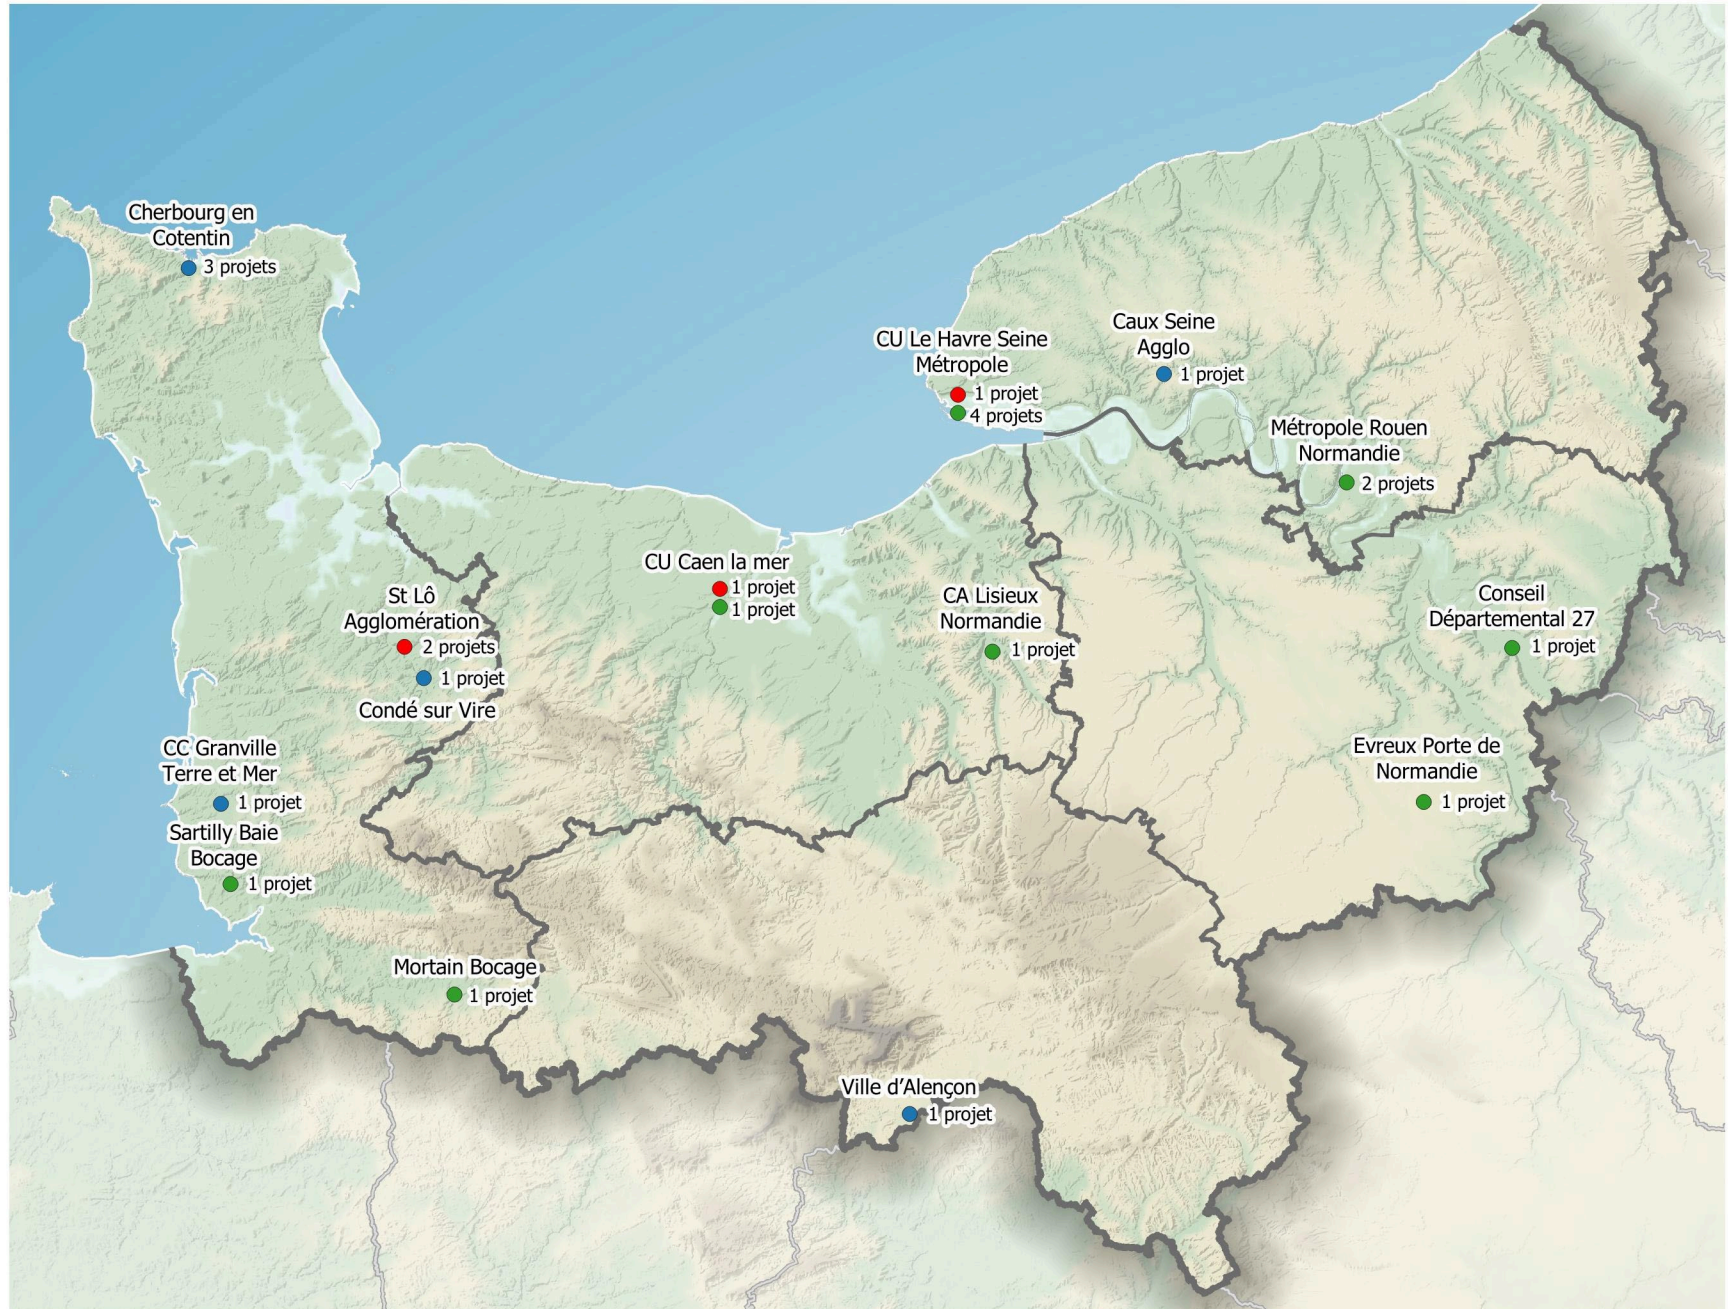 Cherbourg en
Cotentin
3 projets
CU Le Havre Seine
Métropole
1 projet
4 projets
Caux Seine
Agglo
1 projet
Métropole Rouen
Normandie
2 projets
CU Caen la mer
1 projet
1 projet
St Lô
Agglomération
2 projets
1 projet
Condé sur Vire
CA Lisieux
Normandie
1 projet
Conseil
Départemental 27
1 projet
CC Granville
Terre et Mer
1 projet
Evreux Porte de
Normandie
1 projet
Sartilly Baie
Bocage
1 projet
Mortain Bocage
1 projet
Ville d'Alençon
1 projet